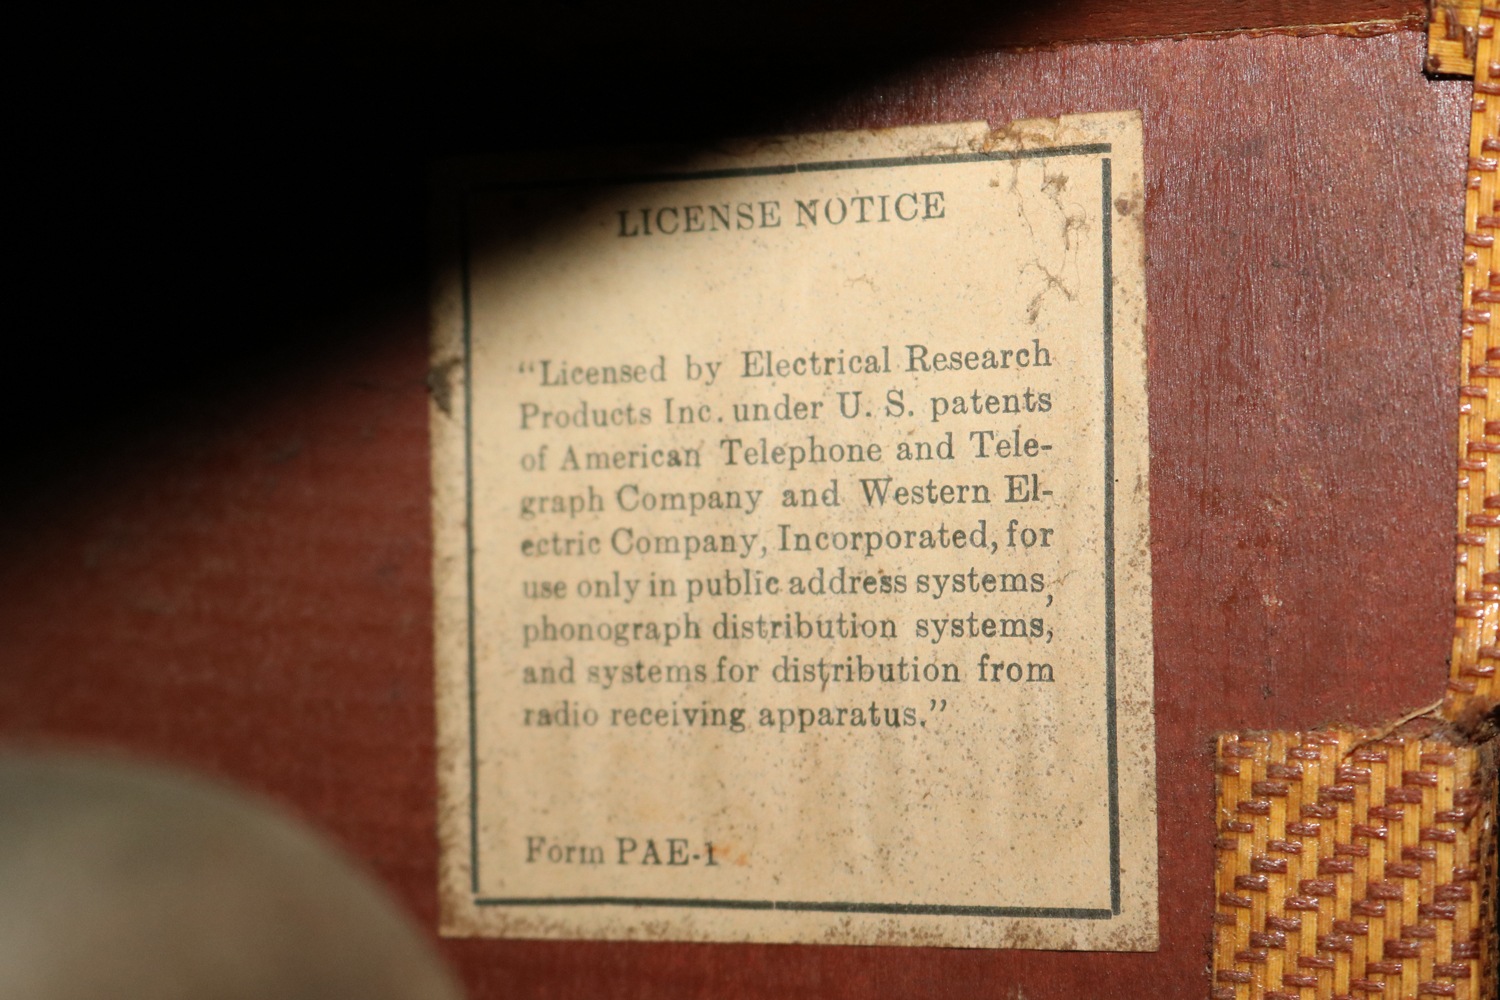 LICENSE NOTICE
“Licensed by Electrical Research
Products Inc. under U. S. patents
of American Telephone and Tele-
graph Company and Western El-
ectric Company, Incorporated, for
use only in public address systems,
phonograph distribution systems,
and systems for distribution from
radio receiving apparatus.”
Form PAE-1